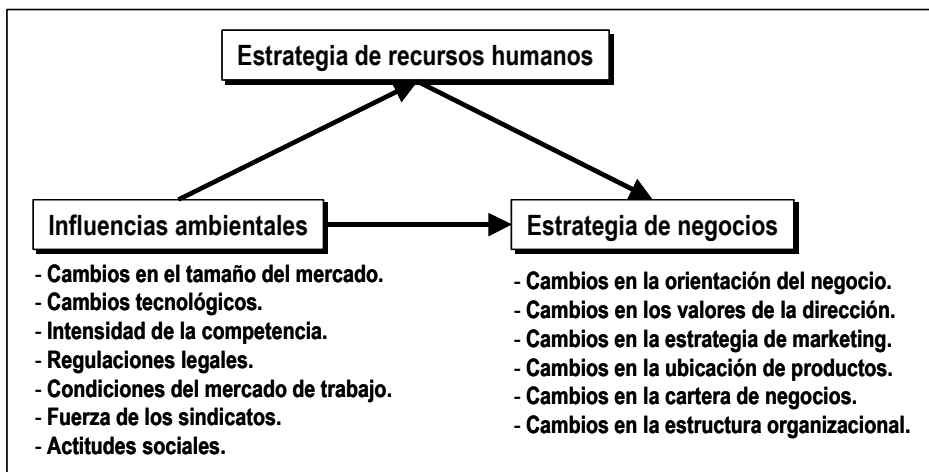 Estrategia de recursos humanos
Influencias ambientales
- Cambios en el tamaño del mercado.
- Cambios tecnológicos.
- Intensidad de la competencia.
- Regulaciones legales.
- Condiciones del mercado de trabajo.
- Fuerza de los sindicatos.
- Actitudes sociales.
Estrategia de negocios
- Cambios en la orientación del negocio.
- Cambios en los valores de la dirección.
- Cambios en la estrategia de marketing.
- Cambios en la ubicación de productos.
- Cambios en la cartera de negocios.
- Cambios en la estructura organizacional.